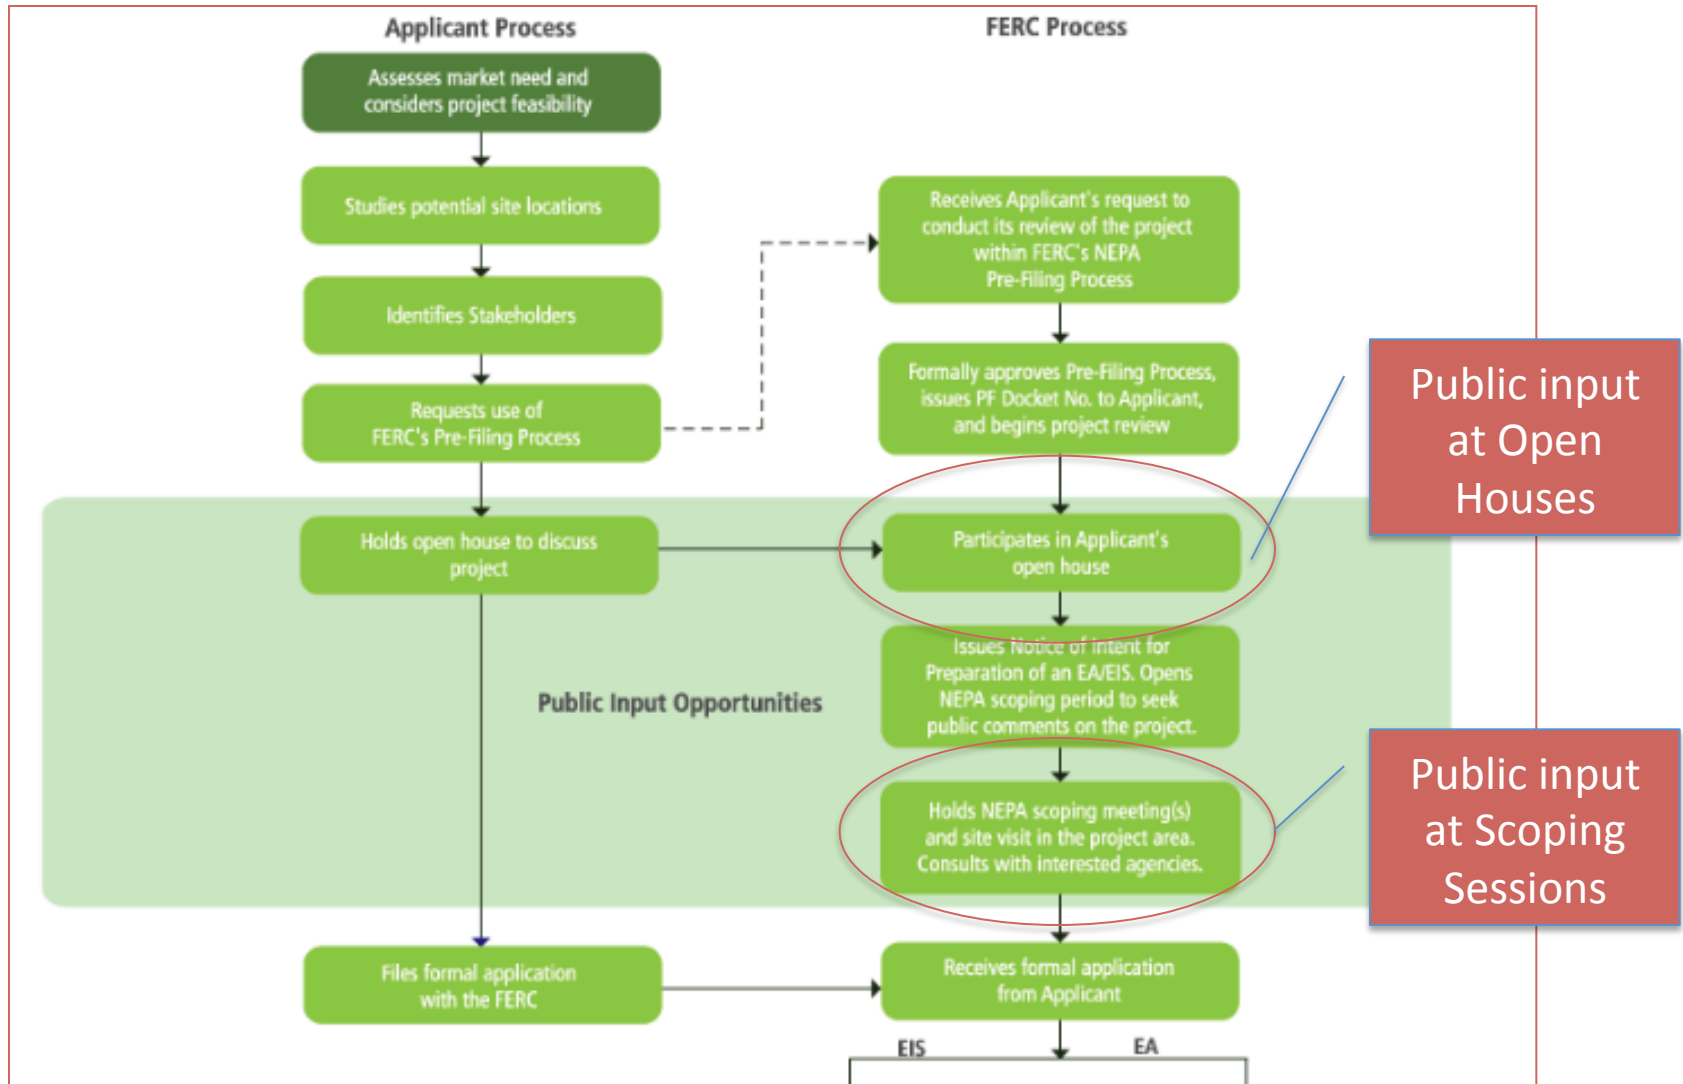 Applicant Process
Assesses market need and
considers project feasibility
Studies potential site locations
Identifies Stakeholders
Requests use of
FERC's Pre-Filing Process
Holds open house to discuss
project
Files formal application
with the FERC
FERC Process
Receives Applicant's request to
conduct its review of the project
within FERC's NEPA
Pre-Filing Process
Formally approves Pre-Filing Process,
issues PF Docket No. to Applicant,
and begins project review
Participates in Applicant's
open house
Issues Notice of Intent for
Preparation of an EA/EIS. Opens
NEPA scoping period to seek
public comments on the project.
Holds NEPA scoping meeting(s)
and site visit in the project area.
Consults with interested agencies.
Receives formal application
from Applicant
EIS
EA
Public Input Opportunities
Public input
at Open
Houses
Public input
at Scoping
Sessions